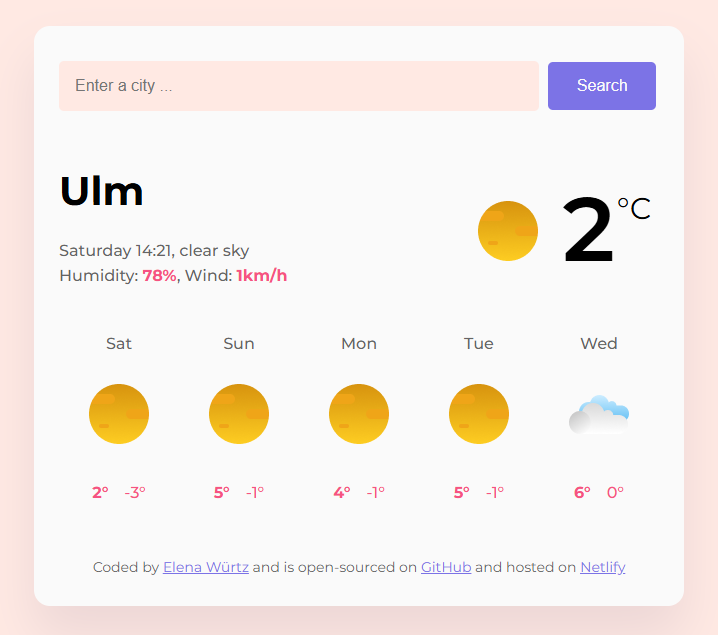 Enter a city ...
Search
Ulm
2°C
Saturday 14:21, clear sky
Humidity: 78%, Wind: 1km/h
Sat Sun Mon Tue Wed
2° -3° 5° -1° 4° -1° 5° -1° 6° 0°
Coded by Elena Würtz and is open-sourced on GitHub and hosted on Netlify